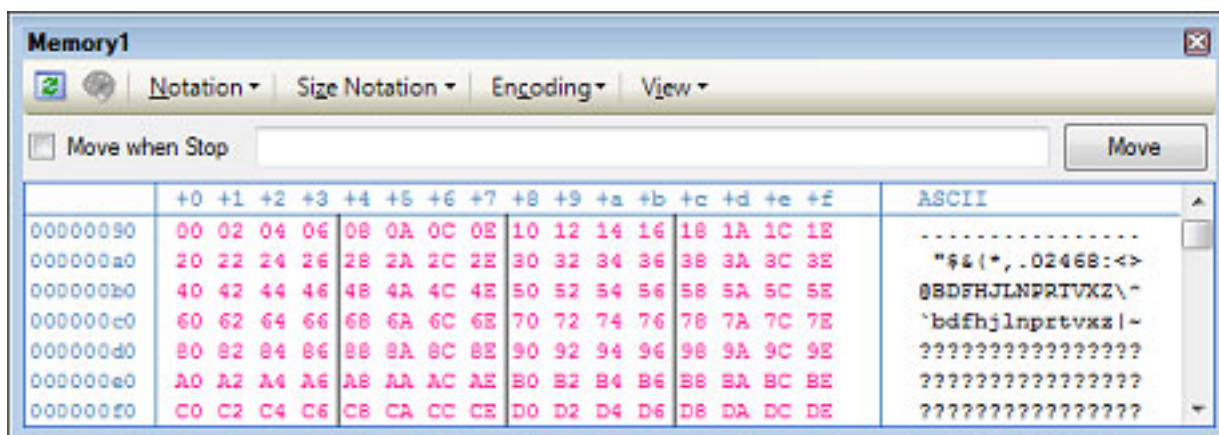 Memory1
Notation Size Notation Encoding View
Move when Stop Move
+0 +1 +2 +3 +4 +5 +6 +7 +8 +9 +a +b +c +d +e +f ASCII
00000090 00 02 04 06 08 0A 0C 0E 10 12 14 16 18 1A 1C 1E ................
000000a0 20 22 24 26 28 2A 2C 2E 30 32 34 36 38 3A 3C 3E "$&(*,.02468:<>
000000b0 40 42 44 46 48 4A 4C 4E 50 52 54 56 58 5A 5C 5E @BDFHJLNPRTVXZ\^
000000c0 60 62 64 66 68 6A 6C 6E 70 72 74 76 78 7A 7C 7E `bdfhjlnprtvxz|~
000000d0 80 82 84 86 88 8A 8C 8E 90 92 94 96 98 9A 9C 9E ????????????????
000000e0 A0 A2 A4 A6 A8 AA AC AE B0 B2 B4 B6 B8 BA BC BE ????????????????
000000f0 C0 C2 C4 C6 C8 CA CC CE D0 D2 D4 D6 D8 DA DC DE ????????????????